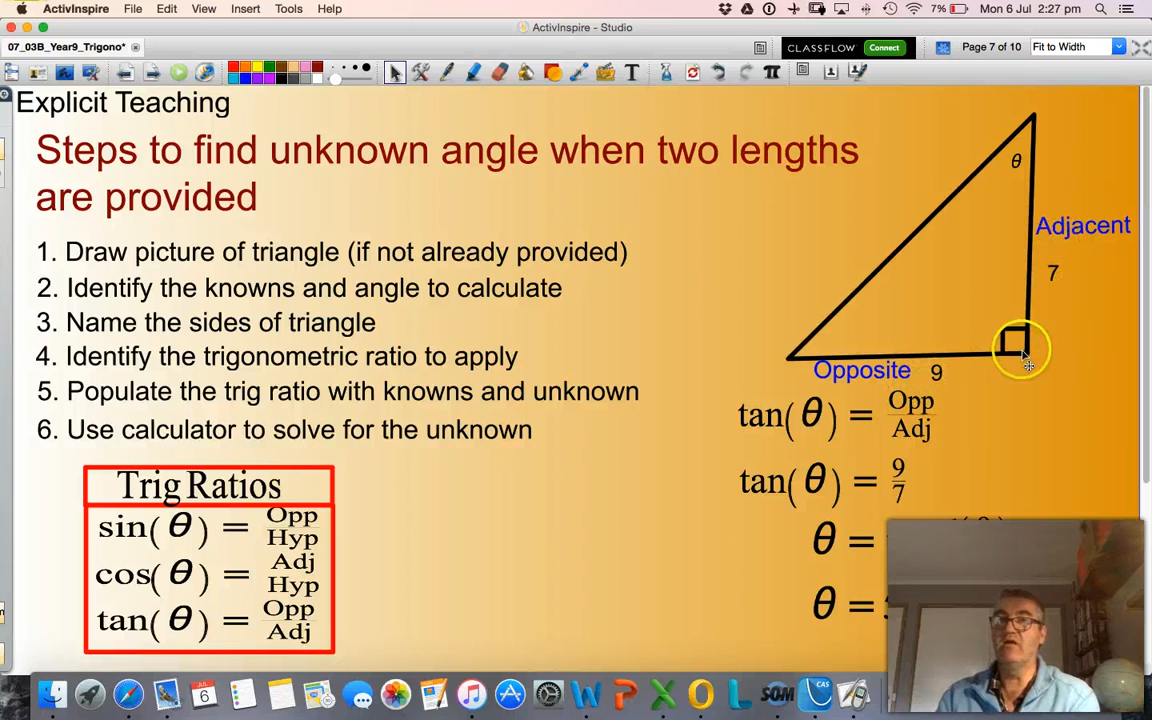 ActivInspire File Edit View Insert Tools Help 7% Mon 6 Jul 2:27 pm
ActivInspire - Studio
07_03B_Year9_Trigono* CLASSFLOW Connect Page 7 of 10 Fit to Width
Explicit Teaching
Steps to find unknown angle when two lengths
are provided
1. Draw picture of triangle (if not already provided)
2. Identify the knowns and angle to calculate
3. Name the sides of triangle
4. Identify the trigonometric ratio to apply
5. Populate the trig ratio with knowns and unknown
6. Use calculator to solve for the unknown
Trig Ratios
sin(θ) = Opp/Hyp
cos(θ) = Adj/Hyp
tan(θ) = Opp/Adj
θ
Adjacent
7
Opposite 9
tan(θ) = Opp/Adj
tan(θ) = 9/7
θ =
θ =
JUL
6
CAS